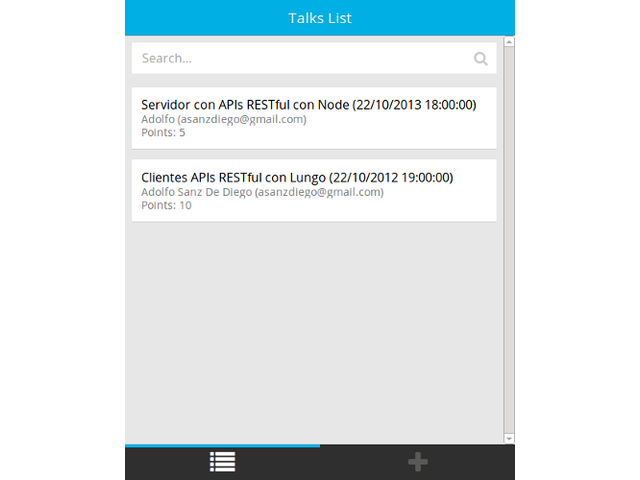 Talks List
Search...
Servidor con APIs RESTful con Node (22/10/2013 18:00:00)
Adolfo (asanzdiego@gmail.com)
Points: 5
Clientes APIs RESTful con Lungo (22/10/2012 19:00:00)
Adolfo Sanz De Diego (asanzdiego@gmail.com)
Points: 10